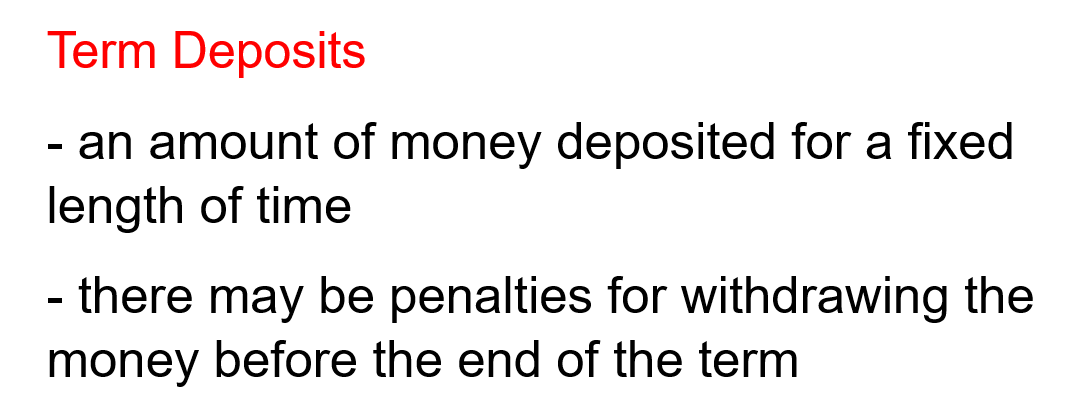 Term Deposits
- an amount of money deposited for a fixed
length of time
- there may be penalties for withdrawing the
money before the end of the term